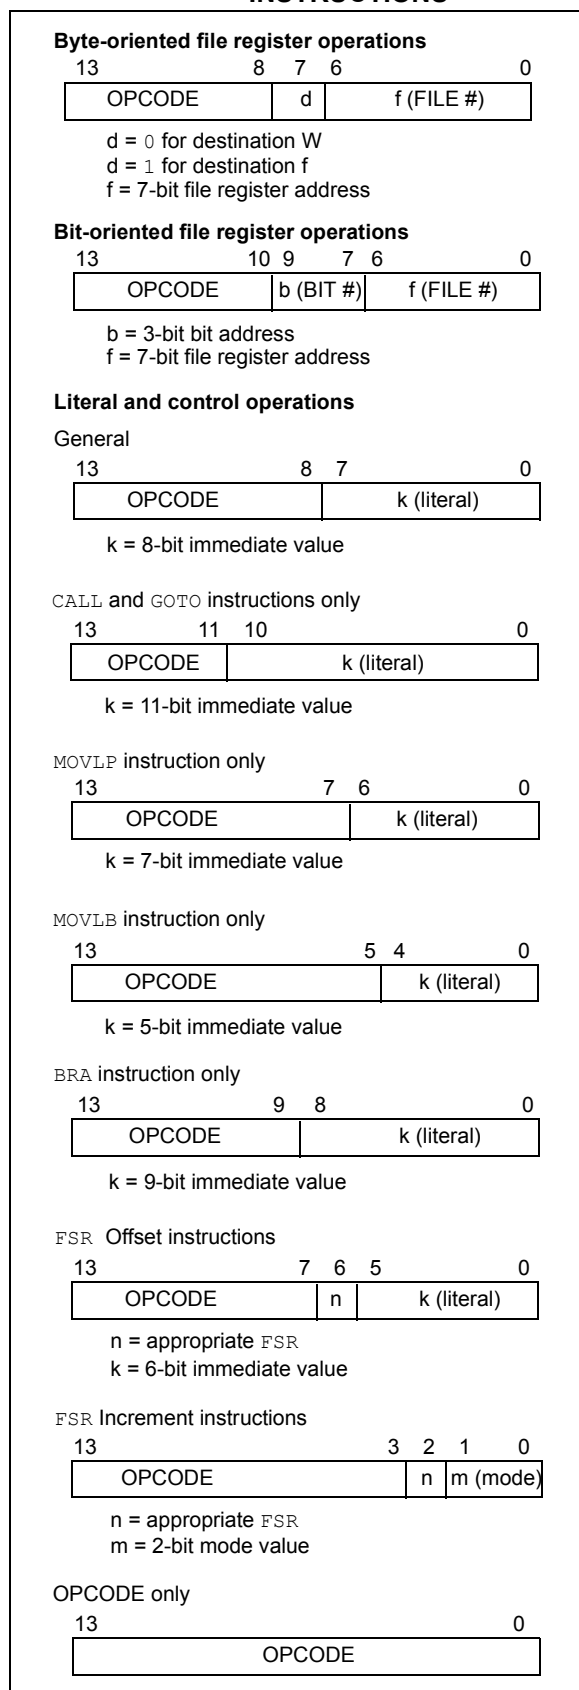 INSTRUCTIONS
Byte-oriented file register operations
13 8 7 6 0
OPCODE d f (FILE #)
d = 0 for destination W
d = 1 for destination f
f = 7-bit file register address
Bit-oriented file register operations
13 10 9 7 6 0
OPCODE b (BIT #) f (FILE #)
b = 3-bit bit address
f = 7-bit file register address
Literal and control operations
General
13 8 7 0
OPCODE k (literal)
k = 8-bit immediate value
CALL and GOTO instructions only
13 11 10 0
OPCODE k (literal)
k = 11-bit immediate value
MOVLP instruction only
13 7 6 0
OPCODE k (literal)
k = 7-bit immediate value
MOVLB instruction only
13 5 4 0
OPCODE k (literal)
k = 5-bit immediate value
BRA instruction only
13 9 8 0
OPCODE k (literal)
k = 9-bit immediate value
FSR Offset instructions
13 7 6 5 0
OPCODE n k (literal)
n = appropriate FSR
k = 6-bit immediate value
FSR Increment instructions
13 3 2 1 0
OPCODE n m (mode)
n = appropriate FSR
m = 2-bit mode value
OPCODE only
13 0
OPCODE